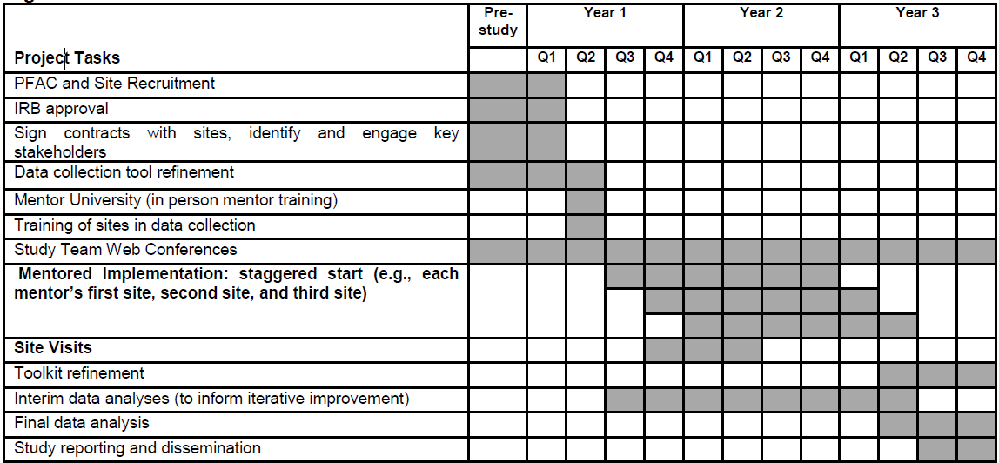 Pre-
study
Year 1
Year 2
Year 3
Project Tasks
Q1 Q2 Q3 Q4 Q1 Q2 Q3 Q4 Q1 Q2 Q3 Q4
PFAC and Site Recruitment
IRB approval
Sign contracts with sites, identify and engage key
stakeholders
Data collection tool refinement
Mentor University (in person mentor training)
Training of sites in data collection
Study Team Web Conferences
Mentored Implementation: staggered start (e.g., each
mentor's first site, second site, and third site)
Site Visits
Toolkit refinement
Interim data analyses (to inform iterative improvement)
Final data analysis
Study reporting and dissemination